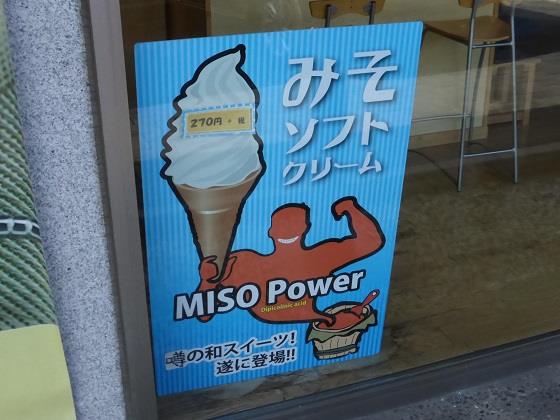 みそ
ソフト
クリーム
270円 + 税
MISO Power
Dipicolinic acid
噂の和スイーツ!
遂に登場!!